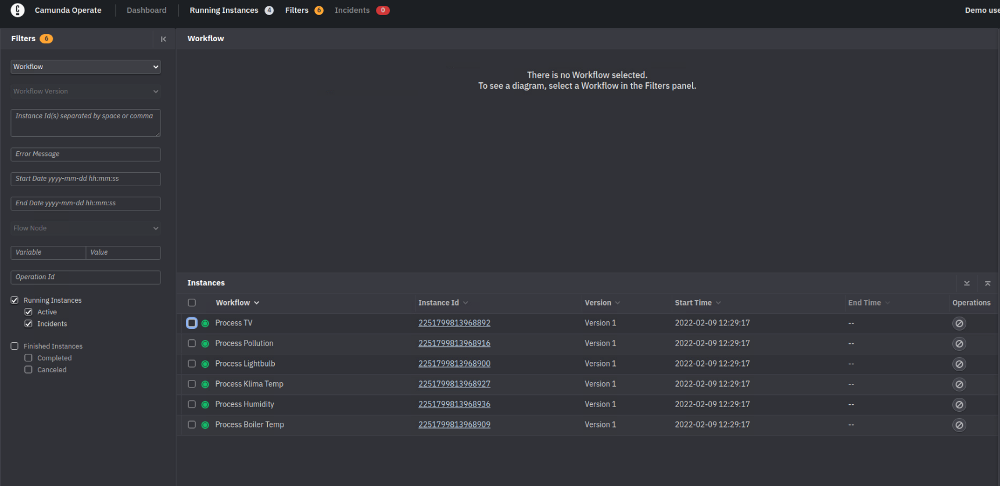 Camunda Operate Dashboard Running Instances 4 Filters 6 Incidents 0 Demo use
Filters 6
Workflow
Workflow
There is no Workflow selected.
To see a diagram, select a Workflow in the Filters panel.
Workflow Version
Instance Id(s) separated by space or comma
Error Message
Start Date yyyy-mm-dd hh:mm:ss
End Date yyyy-mm-dd hh:mm:ss
Flow Node
Variable Value
Operation Id
Running Instances
Active
Incidents
Finished Instances
Completed
Canceled
Instances
Workflow Instance Id Version Start Time End Time Operations
Process TV 2251799813968892 Version 1 2022-02-09 12:29:17 --
Process Pollution 2251799813968916 Version 1 2022-02-09 12:29:17 --
Process Lightbulb 2251799813968900 Version 1 2022-02-09 12:29:17 --
Process Klima Temp 2251799813968927 Version 1 2022-02-09 12:29:17 --
Process Humidity 2251799813968936 Version 1 2022-02-09 12:29:17 --
Process Boiler Temp 2251799813968909 Version 1 2022-02-09 12:29:17 --